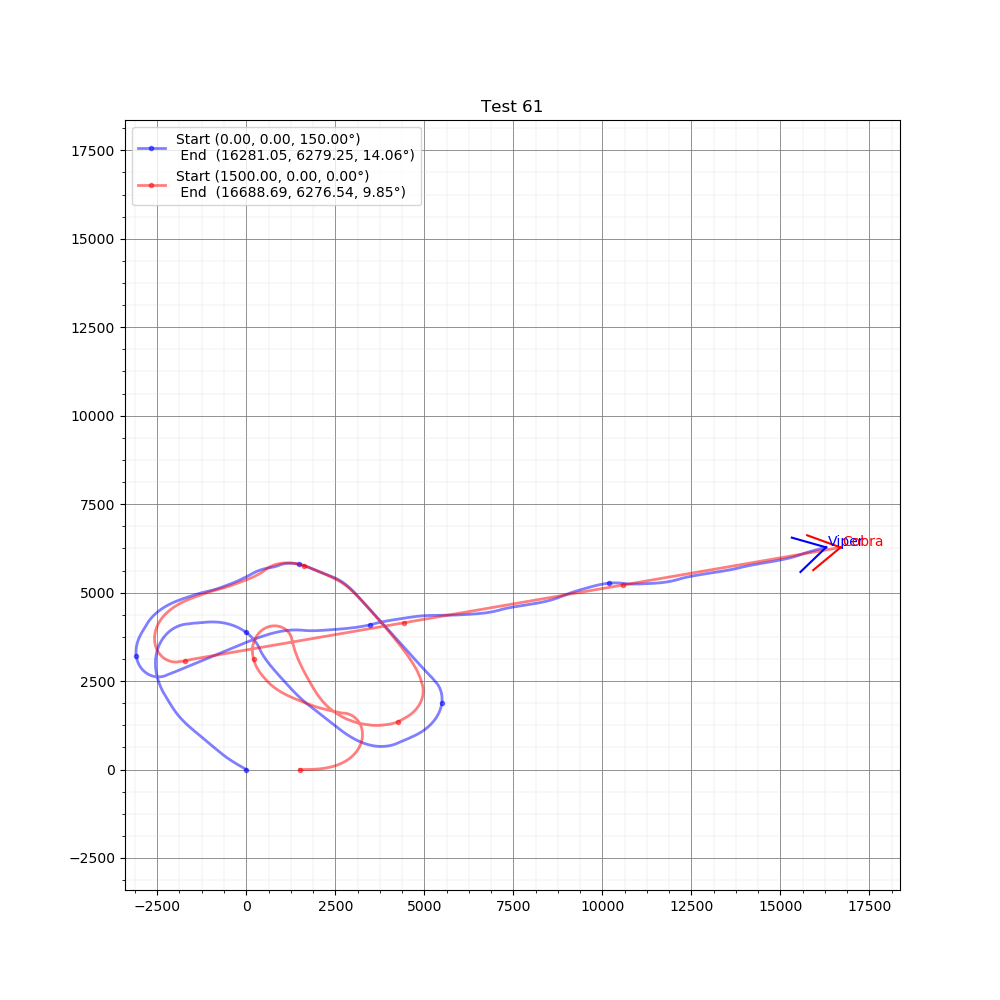 Test 61
Start (0.00, 0.00, 150.00°)
End (16281.05, 6279.25, 14.06°)
Start (1500.00, 0.00, 0.00°)
End (16688.69, 6276.54, 9.85°)
17500
15000
12500
10000
7500
5000
2500
0
−2500
Viper
Cobra
−2500 0 2500 5000 7500 10000 12500 15000 17500